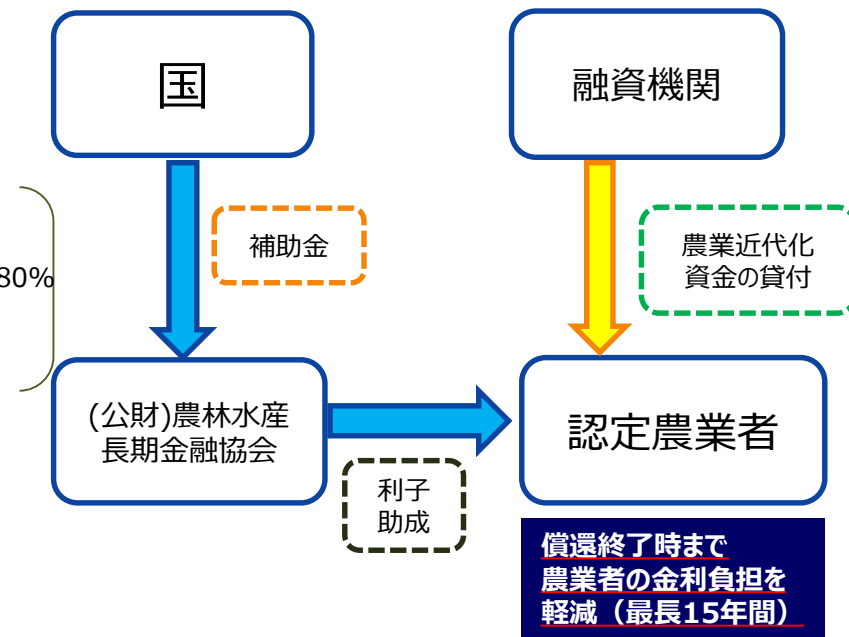 国
融資機関
補助金
農業近代化
資金の貸付
80%
(公財)農林水産
長期金融協会
認定農業者
利子
助成
償還終了時まで
農業者の金利負担を
軽減（最長15年間）